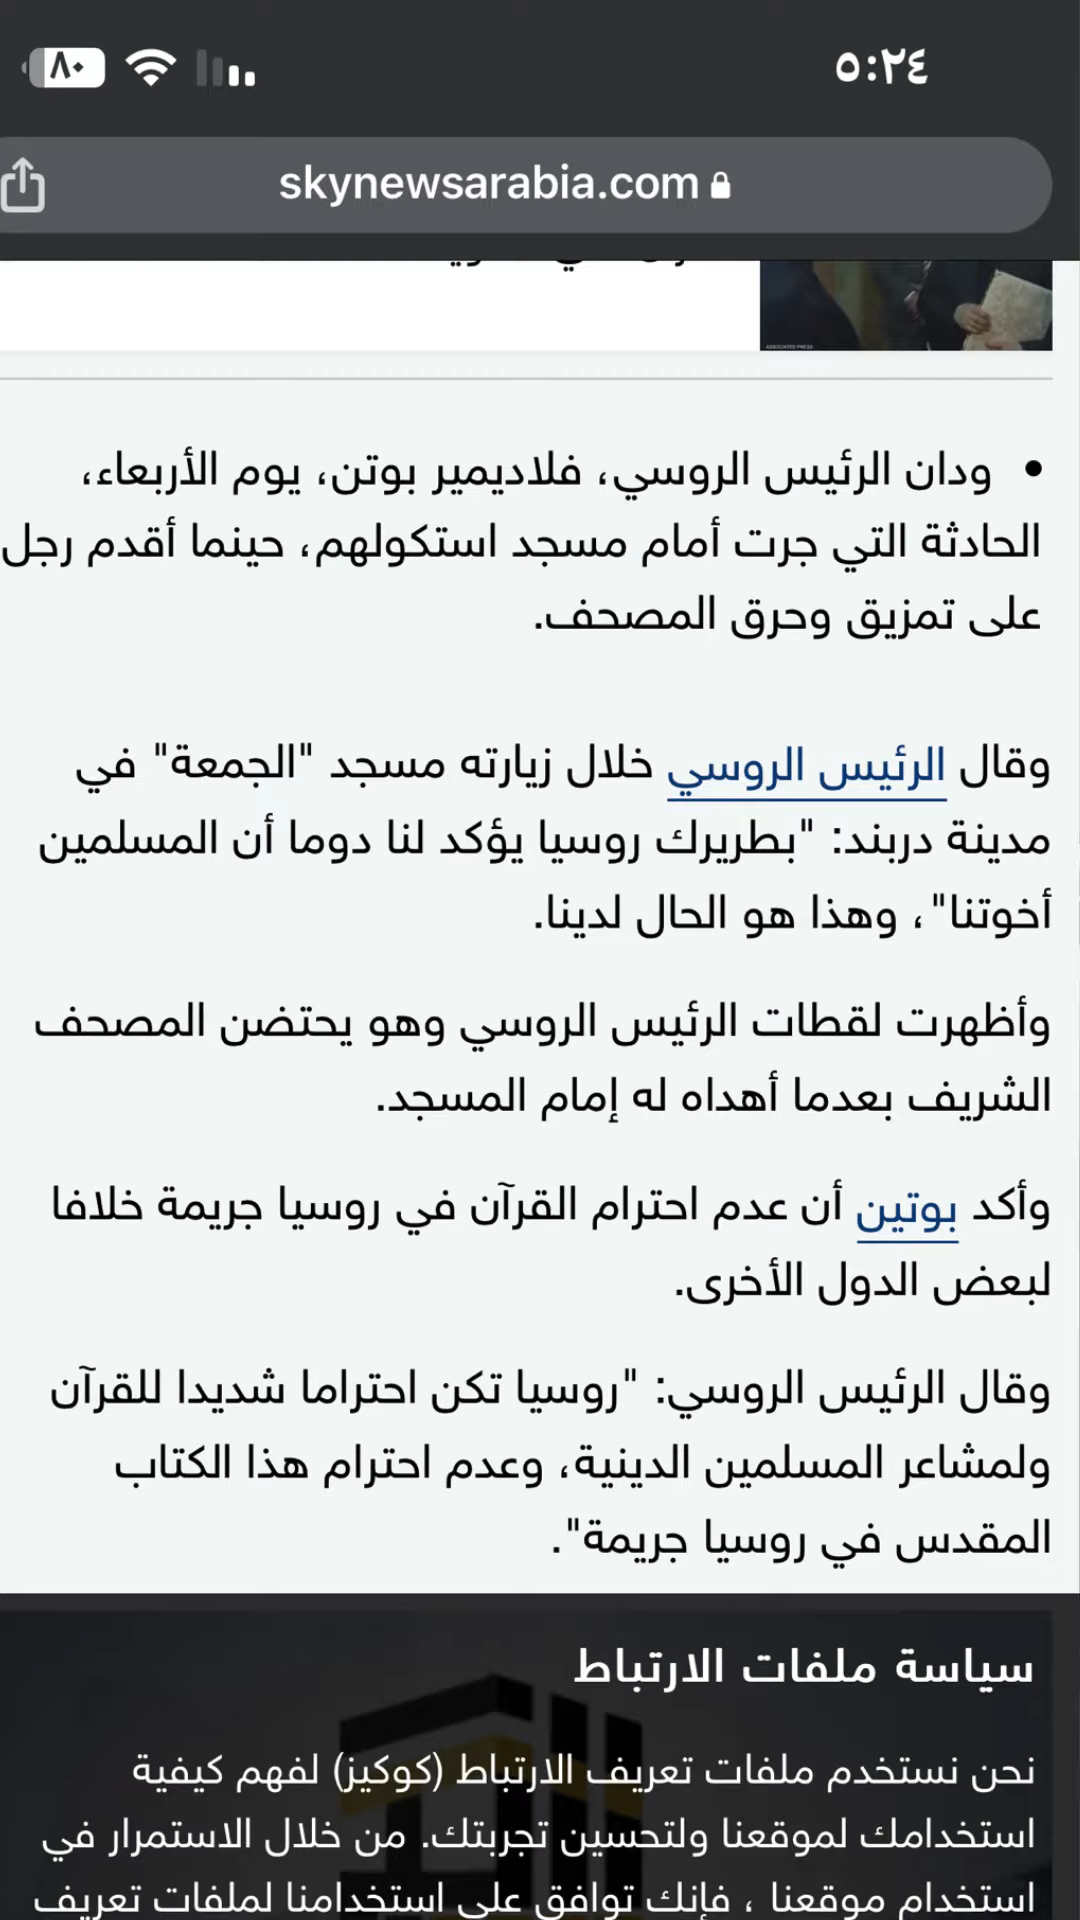 ٥:٢٤
٨٠
skynewsarabia.com
ASSOCIATED PRESS
• ودان الرئيس الروسي، فلاديمير بوتن، يوم الأربعاء،
الحادثة التي جرت أمام مسجد استكولهم، حينما أقدم رجل
على تمزيق وحرق المصحف.
وقال الرئيس الروسي خلال زيارته مسجد "الجمعة" في
مدينة دربند: "بطريرك روسيا يؤكد لنا دوما أن المسلمين
أخوتنا"، وهذا هو الحال لدينا.
وأظهرت لقطات الرئيس الروسي وهو يحتضن المصحف
الشريف بعدما أهداه له إمام المسجد.
وأكد بوتين أن عدم احترام القرآن في روسيا جريمة خلافا
لبعض الدول الأخرى.
وقال الرئيس الروسي: "روسيا تكن احتراما شديدا للقرآن
ولمشاعر المسلمين الدينية، وعدم احترام هذا الكتاب
المقدس في روسيا جريمة".
سياسة ملفات الارتباط
نحن نستخدم ملفات تعريف الارتباط (كوكيز) لفهم كيفية
استخدامك لموقعنا ولتحسين تجربتك. من خلال الاستمرار في
استخدام موقعنا ، فإنك توافق على استخدامنا لملفات تعريف